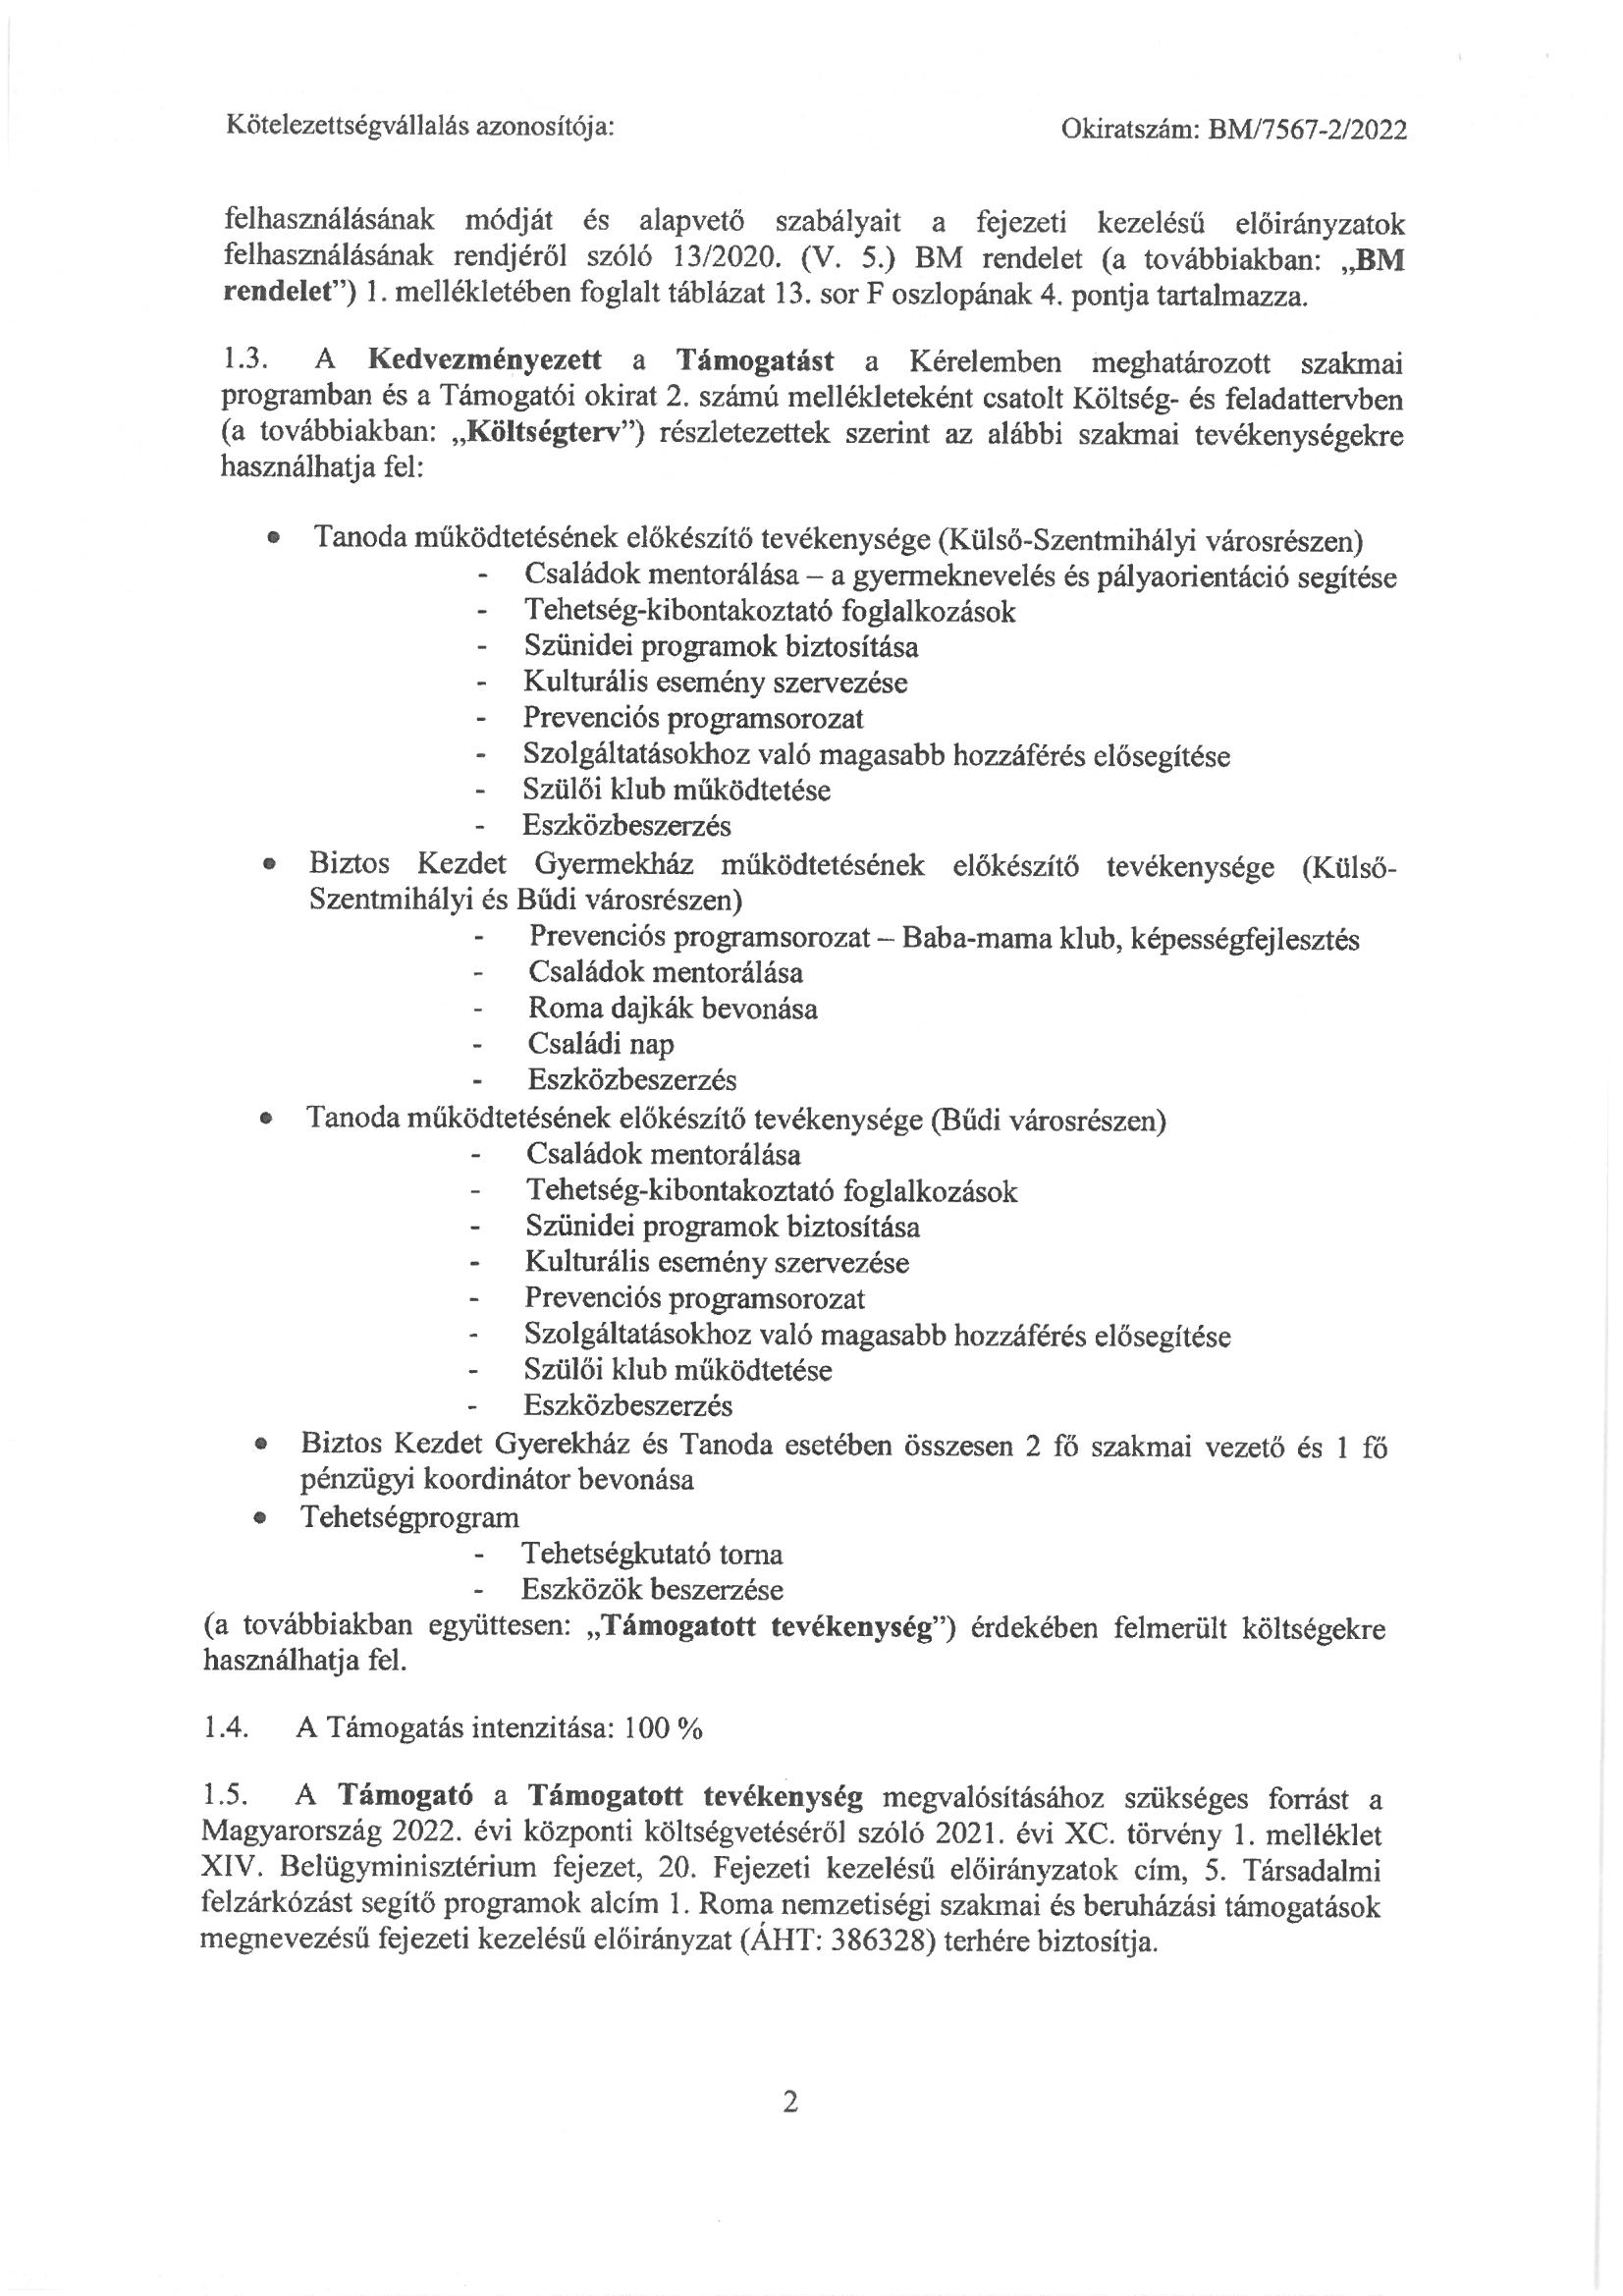 Kötelezettségvállalás azonosítója:
Okiratszám: BM/7567-2/2022
felhasználásának módját és alapvető szabályait a fejezeti kezelésű előirányzatok
felhasználásának rendjéről szóló 13/2020. (V. 5.) BM rendelet (a továbbiakban: „BM
rendelet”) 1. mellékletében foglalt táblázat 13. sor F oszlopának 4. pontja tartalmazza.
1.3. A Kedvezményezett a Támogatást a Kérelemben meghatározott szakmai
programban és a Támogatói okirat 2. számú mellékleteként csatolt Költség- és feladattervben
(a továbbiakban: „Költségterv”) részletezettek szerint az alábbi szakmai tevékenységekre
használhatja fel:
• Tanoda működtetésének előkészítő tevékenysége (Külső-Szentmihályi városrészen)
- Családok mentorálása – a gyermeknevelés és pályaorientáció segítése
- Tehetség-kibontakoztató foglalkozások
- Szünidei programok biztosítása
- Kulturális esemény szervezése
- Prevenciós programsorozat
- Szolgáltatásokhoz való magasabb hozzáférés elősegítése
- Szülői klub működtetése
- Eszközbeszerzés
• Biztos Kezdet Gyermekház működtetésének előkészítő tevékenysége (Külső-
Szentmihályi és Bűdi városrészen)
- Prevenciós programsorozat – Baba-mama klub, képességfejlesztés
- Családok mentorálása
- Roma dajkák bevonása
- Családi nap
- Eszközbeszerzés
• Tanoda működtetésének előkészítő tevékenysége (Bűdi városrészen)
- Családok mentorálása
- Tehetség-kibontakoztató foglalkozások
- Szünidei programok biztosítása
- Kulturális esemény szervezése
- Prevenciós programsorozat
- Szolgáltatásokhoz való magasabb hozzáférés elősegítése
- Szülői klub működtetése
- Eszközbeszerzés
• Biztos Kezdet Gyerekház és Tanoda esetében összesen 2 fő szakmai vezető és 1 fő
pénzügyi koordinátor bevonása
• Tehetségprogram
- Tehetségkutató torna
- Eszközök beszerzése
(a továbbiakban együttesen: „Támogatott tevékenység”) érdekében felmerült költségekre
használhatja fel.
1.4. A Támogatás intenzitása: 100 %
1.5. A Támogató a Támogatott tevékenység megvalósításához szükséges forrást a
Magyarország 2022. évi központi költségvetéséről szóló 2021. évi XC. törvény 1. melléklet
XIV. Belügyminisztérium fejezet, 20. Fejezeti kezelésű előirányzatok cím, 5. Társadalmi
felzárkózást segítő programok alcím 1. Roma nemzetiségi szakmai és beruházási támogatások
megnevezésű fejezeti kezelésű előirányzat (ÁHT: 386328) terhére biztosítja.
2